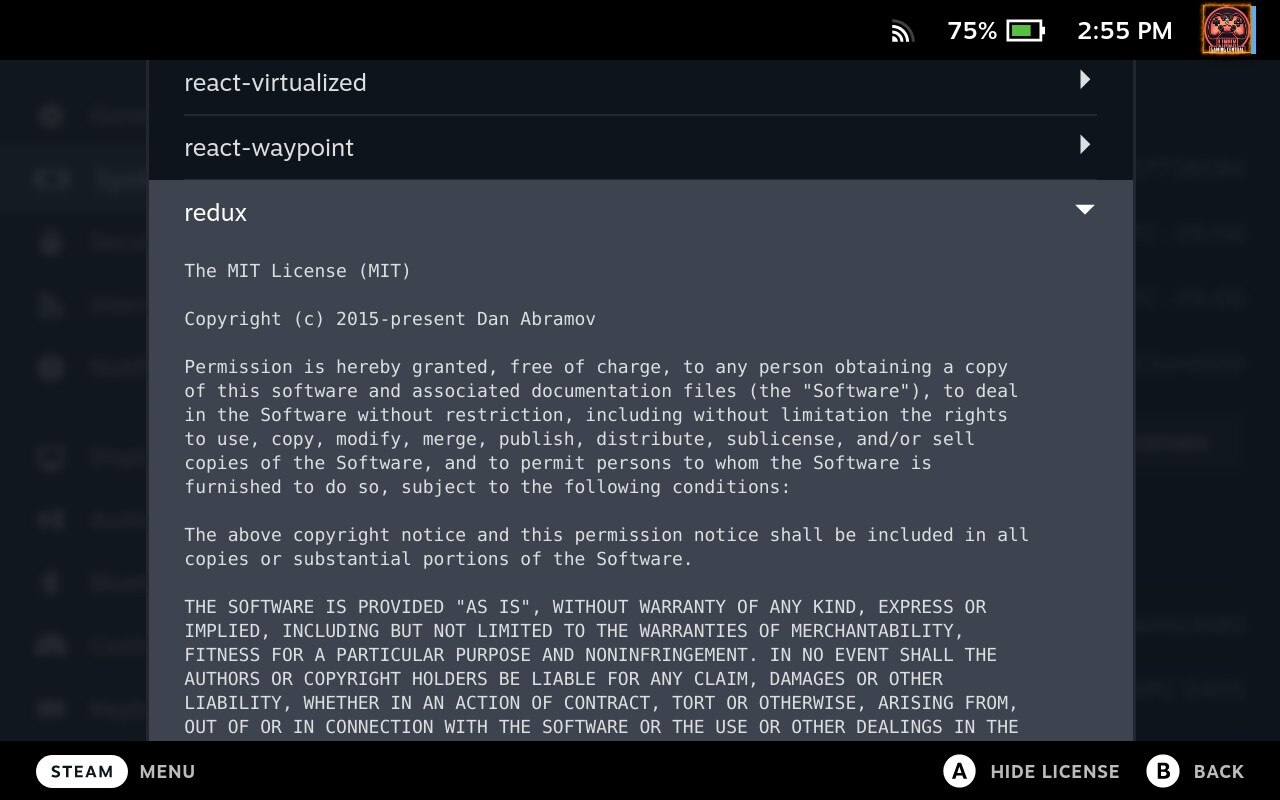 75% 2:55 PM
react-virtualized
react-waypoint
redux
The MIT License (MIT)
Copyright (c) 2015-present Dan Abramov
Permission is hereby granted, free of charge, to any person obtaining a copy
of this software and associated documentation files (the "Software"), to deal
in the Software without restriction, including without limitation the rights
to use, copy, modify, merge, publish, distribute, sublicense, and/or sell
copies of the Software, and to permit persons to whom the Software is
furnished to do so, subject to the following conditions:
The above copyright notice and this permission notice shall be included in all
copies or substantial portions of the Software.
THE SOFTWARE IS PROVIDED "AS IS", WITHOUT WARRANTY OF ANY KIND, EXPRESS OR
IMPLIED, INCLUDING BUT NOT LIMITED TO THE WARRANTIES OF MERCHANTABILITY,
FITNESS FOR A PARTICULAR PURPOSE AND NONINFRINGEMENT. IN NO EVENT SHALL THE
AUTHORS OR COPYRIGHT HOLDERS BE LIABLE FOR ANY CLAIM, DAMAGES OR OTHER
LIABILITY, WHETHER IN AN ACTION OF CONTRACT, TORT OR OTHERWISE, ARISING FROM,
OUT OF OR IN CONNECTION WITH THE SOFTWARE OR THE USE OR OTHER DEALINGS IN THE
STEAM MENU A HIDE LICENSE B BACK